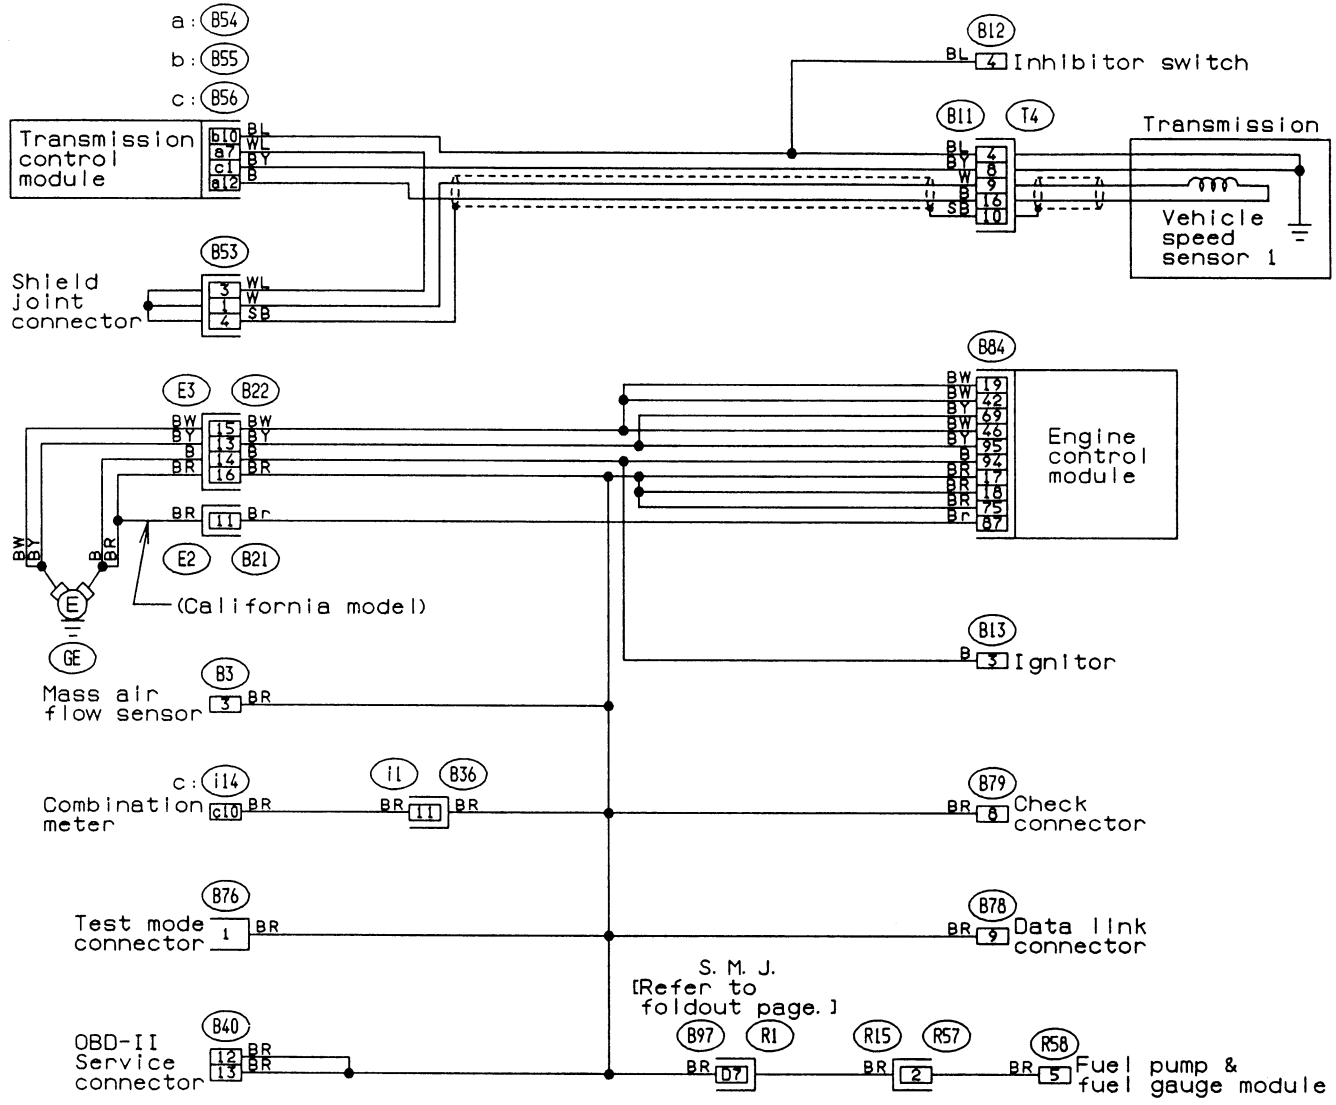 a: B54
b: B55
c: B56
B12
BL 4 Inhibitor switch
B11 T4
Transmission
Transmission
control
module
b10 BL
a7 WL
c1 BY
a12 B
BL 4
BY 8
W 9
B 16
SB 10
Vehicle
speed
sensor 1
B53
Shield
joint
connector
3 WL
1 W
4 SB
B84
E3 B22
BW 15 BW
BY 13 BY
B 14 B
BR 16 BR
BR 11 Br
E2 B21
BW 19
BW 42
BY 69
BW 46
BY 95
B 94
BR 17
BR 18
BR 75
Br 87
Engine
control
module
BW
BY
B
BR
E
(California model)
GE
B13
B 3 Ignitor
B3
Mass air
flow sensor
3 BR
c: i14
Combination
meter
c10 BR
i1 B36
BR 11 BR
B79
BR 8 Check
connector
B76
Test mode
connector
1 BR
B78
BR 9 Data link
connector
S. M. J.
[Refer to
foldout page.]
B40
OBD-II
Service
connector
12 BR
13 BR
B97 R1
BR D7
R15 R57
BR 2
R58
BR 5 Fuel pump &
fuel gauge module